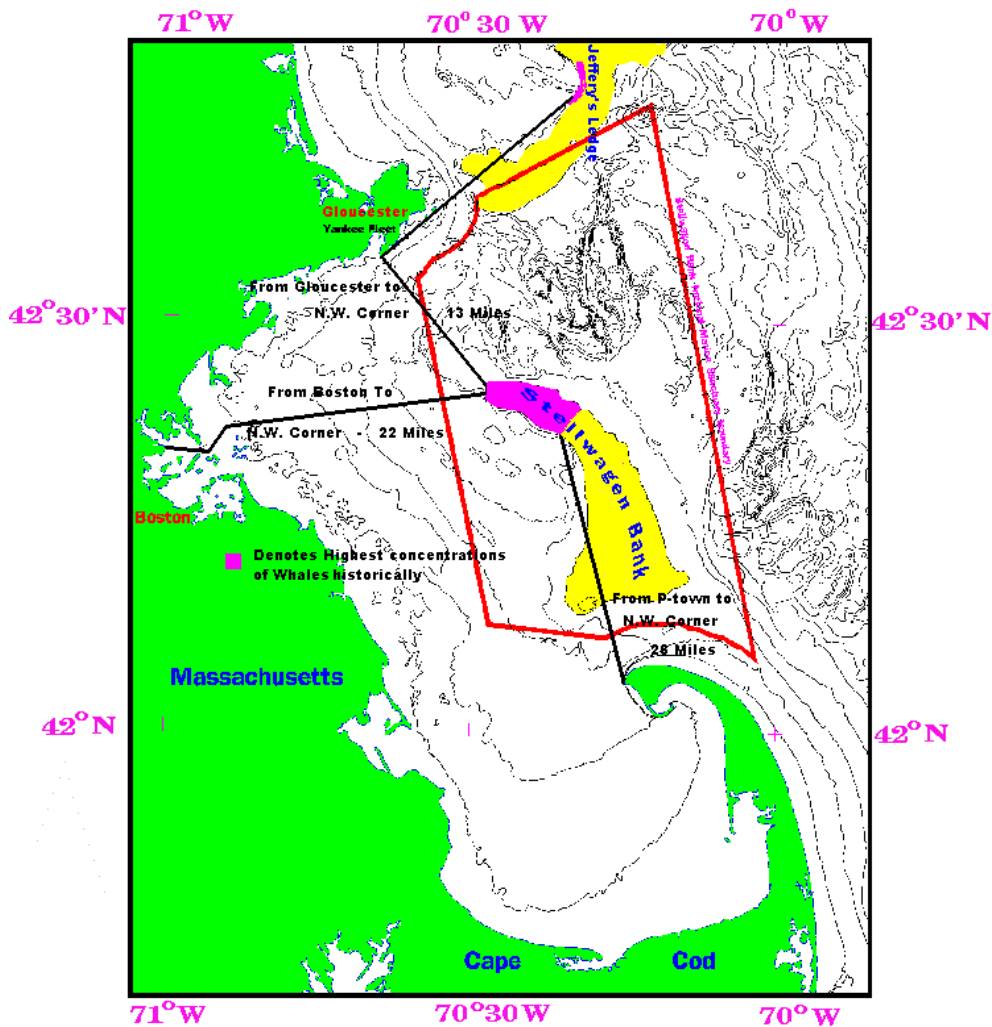 71°W 70° 30 W 70°W
Jeffery's Ledge
Gloucester
Yankee Fleet
From Gloucester to
N.W. Corner - 13 Miles
42°30'N 42°30'N
From Boston To
N.W. Corner - 22 Miles
Stellwagen Bank
Boston
Denotes Highest concentrations
of Whales historically
From P-town to
N.W. Corner
28 Miles
Massachusetts
42°N 42°N
Cape Cod
71°W 70°30 W 70°W